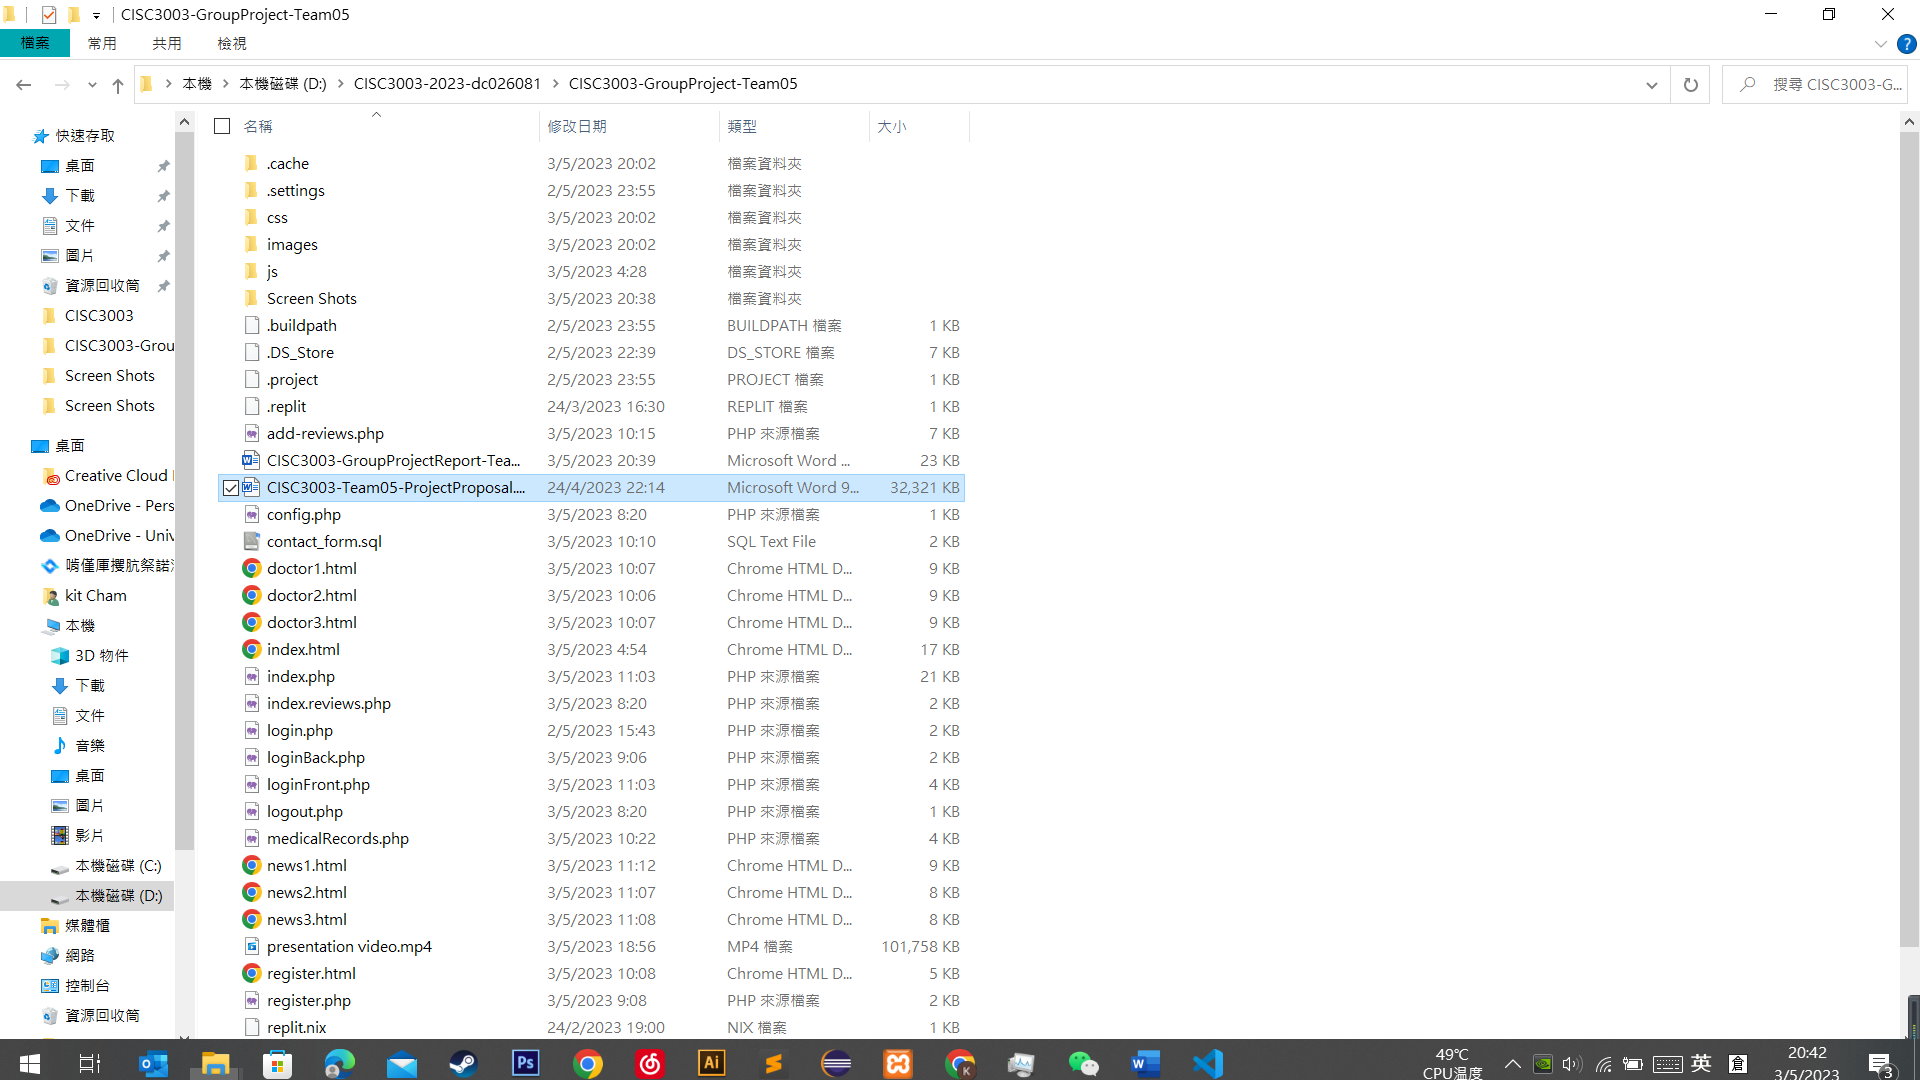 CISC3003-GroupProject-Team05
檔案 常用 共用 檢視
本機 本機磁碟 (D:) CISC3003-2023-dc026081 CISC3003-GroupProject-Team05
搜尋 CISC3003-G...
快速存取
桌面
下載
文件
圖片
資源回收筒
CISC3003
CISC3003-Grou
Screen Shots
Screen Shots
桌面
Creative Cloud
OneDrive - Pers
OneDrive - Univ
kit Cham
本機
3D 物件
下載
文件
音樂
桌面
圖片
影片
本機磁碟 (C:)
本機磁碟 (D:)
媒體櫃
網路
控制台
資源回收筒
名稱 修改日期 類型 大小
.cache 3/5/2023 20:02 檔案資料夾
.settings 2/5/2023 23:55 檔案資料夾
css 3/5/2023 20:02 檔案資料夾
images 3/5/2023 20:02 檔案資料夾
js 3/5/2023 4:28 檔案資料夾
Screen Shots 3/5/2023 20:38 檔案資料夾
.buildpath 2/5/2023 23:55 BUILDPATH 檔案 1 KB
.DS_Store 2/5/2023 22:39 DS_STORE 檔案 7 KB
.project 2/5/2023 23:55 PROJECT 檔案 1 KB
.replit 24/3/2023 16:30 REPLIT 檔案 1 KB
add-reviews.php 3/5/2023 10:15 PHP 來源檔案 7 KB
CISC3003-GroupProjectReport-Tea... 3/5/2023 20:39 Microsoft Word ... 23 KB
CISC3003-Team05-ProjectProposal.... 24/4/2023 22:14 Microsoft Word 9... 32,321 KB
config.php 3/5/2023 8:20 PHP 來源檔案 1 KB
contact_form.sql 3/5/2023 10:10 SQL Text File 2 KB
doctor1.html 3/5/2023 10:07 Chrome HTML D... 9 KB
doctor2.html 3/5/2023 10:06 Chrome HTML D... 9 KB
doctor3.html 3/5/2023 10:07 Chrome HTML D... 9 KB
index.html 3/5/2023 4:54 Chrome HTML D... 17 KB
index.php 3/5/2023 11:03 PHP 來源檔案 21 KB
index.reviews.php 3/5/2023 8:20 PHP 來源檔案 2 KB
login.php 2/5/2023 15:43 PHP 來源檔案 2 KB
loginBack.php 3/5/2023 9:06 PHP 來源檔案 2 KB
loginFront.php 3/5/2023 11:03 PHP 來源檔案 4 KB
logout.php 3/5/2023 8:20 PHP 來源檔案 1 KB
medicalRecords.php 3/5/2023 10:22 PHP 來源檔案 4 KB
news1.html 3/5/2023 11:12 Chrome HTML D... 9 KB
news2.html 3/5/2023 11:07 Chrome HTML D... 8 KB
news3.html 3/5/2023 11:08 Chrome HTML D... 8 KB
presentation video.mp4 3/5/2023 18:56 MP4 檔案 101,758 KB
register.html 3/5/2023 10:08 Chrome HTML D... 5 KB
register.php 3/5/2023 9:08 PHP 來源檔案 2 KB
replit.nix 24/2/2023 19:00 NIX 檔案 1 KB
Ps Ai
49℃
CPU温度
英 倉
20:42
3/5/2023
3